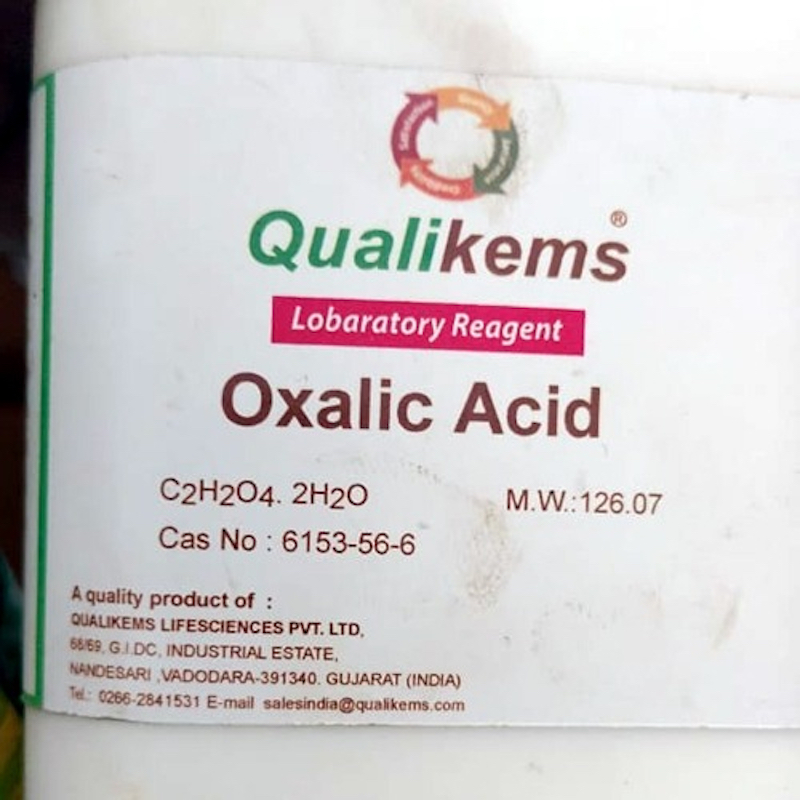 Qualikems®
Lobaratory Reagent
Oxalic Acid
C2H2O4. 2H2O
M.W.:126.07
Cas No : 6153-56-6
A quality product of :
QUALIKEMS LIFESCIENCES PVT. LTD,
68/69, G.I.DC, INDUSTRIAL ESTATE,
NANDESARI ,VADODARA-391340. GUJARAT (INDIA)
Tel.: 0266-2841531 E-mail salesindia@qualikems.com